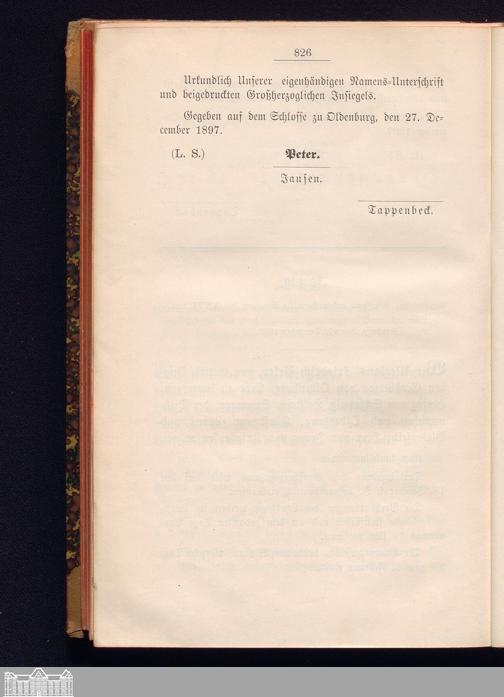 826
Urkundlich Unserer eigenhändigen Namens-Unterschrift
und beigedruckten Großherzoglichen Insiegels.
Gegeben auf dem Schlosse zu Oldenburg, den 27. De-
cember 1897.
(L. S.) Peter.
Jansen.
Tappenbeck.